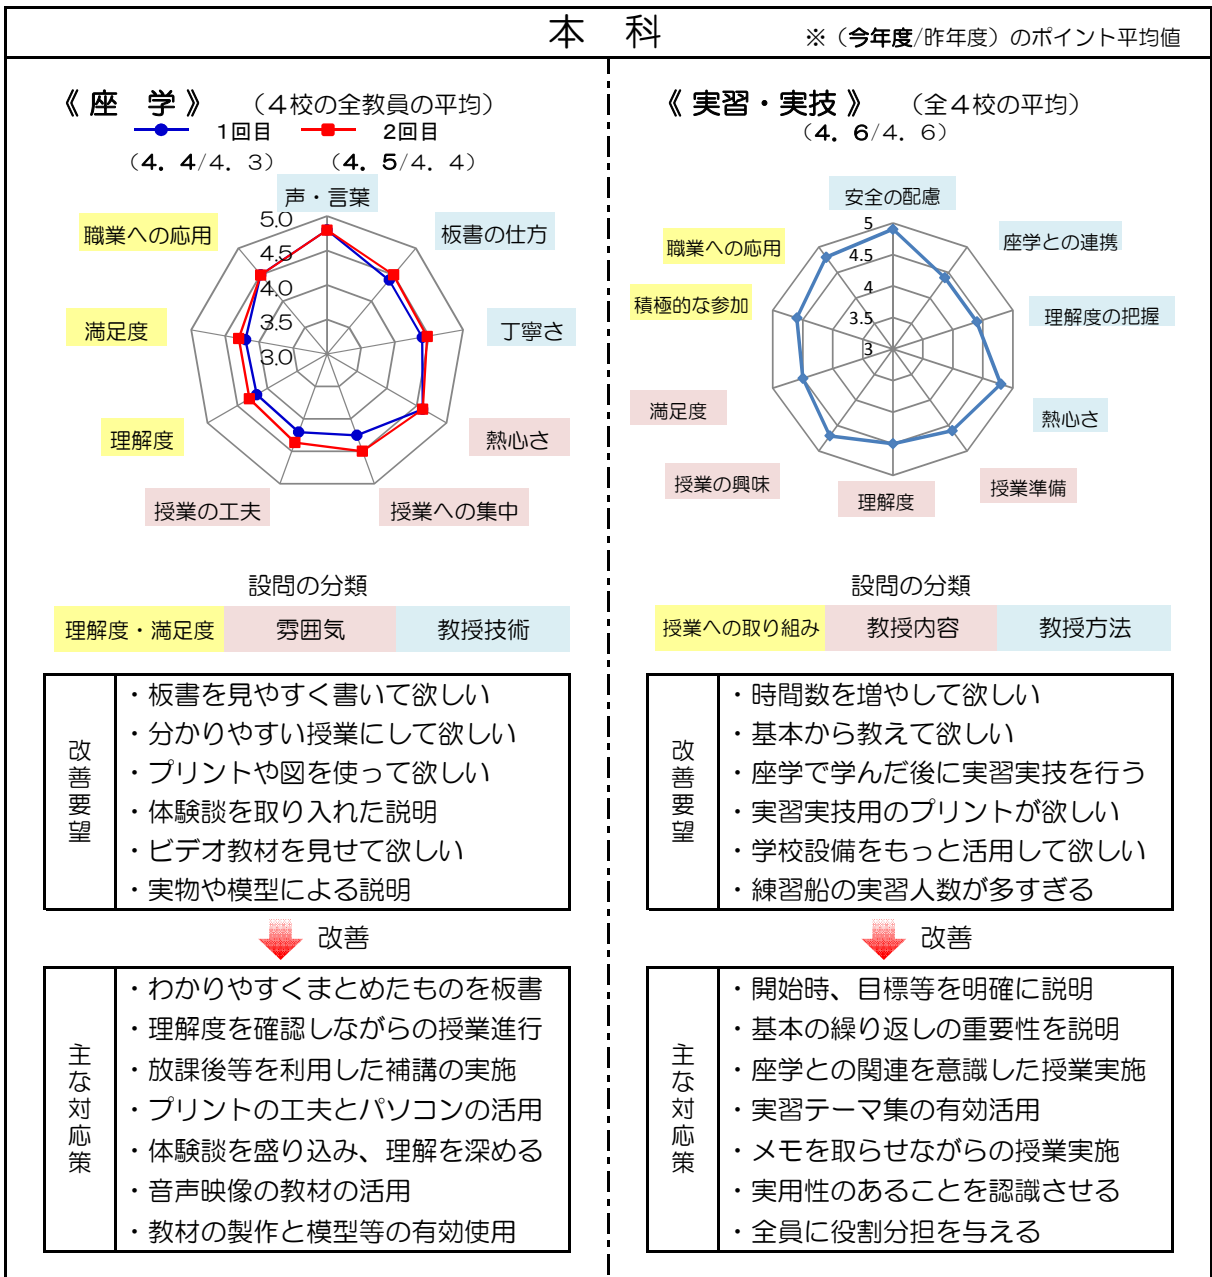 本　科
※（今年度/昨年度）のポイント平均値
《 座　学 》　（４校の全教員の平均）
1回目　2回目
（４．４/４．３）　（４．５/４．４）
声・言葉
板書の仕方
丁寧さ
熱心さ
授業への集中
授業の工夫
理解度
満足度
職業への応用
5.0
4.5
4.0
3.5
3.0
設問の分類
理解度・満足度　雰囲気　教授技術
改善要望
・板書を見やすく書いて欲しい
・分かりやすい授業にして欲しい
・プリントや図を使って欲しい
・体験談を取り入れた説明
・ビデオ教材を見せて欲しい
・実物や模型による説明
改善
主な対応策
・わかりやすくまとめたものを板書
・理解度を確認しながらの授業進行
・放課後等を利用した補講の実施
・プリントの工夫とパソコンの活用
・体験談を盛り込み、理解を深める
・音声映像の教材の活用
・教材の製作と模型等の有効使用
《 実習・実技 》　（全４校の平均）
（４．６/４．６）
安全の配慮
座学との連携
理解度の把握
熱心さ
授業準備
理解度
授業の興味
満足度
積極的な参加
職業への応用
5
4.5
4
3.5
3
設問の分類
授業への取り組み　教授内容　教授方法
改善要望
・時間数を増やして欲しい
・基本から教えて欲しい
・座学で学んだ後に実習実技を行う
・実習実技用のプリントが欲しい
・学校設備をもっと活用して欲しい
・練習船の実習人数が多すぎる
改善
主な対応策
・開始時、目標等を明確に説明
・基本の繰り返しの重要性を説明
・座学との関連を意識した授業実施
・実習テーマ集の有効活用
・メモを取らせながらの授業実施
・実用性のあることを認識させる
・全員に役割分担を与える